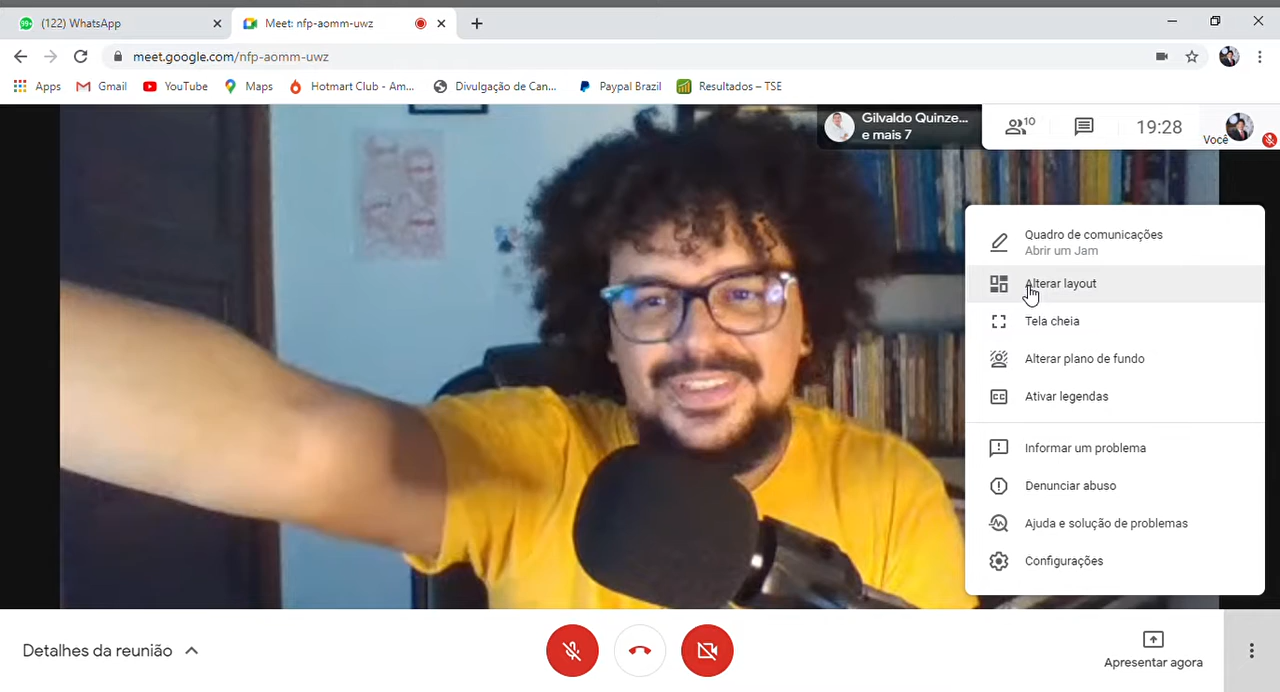 (122) WhatsApp
Meet: nfp-aomm-uwz
meet.google.com/nfp-aomm-uwz
Apps
Gmail
YouTube
Maps
Hotmart Club - Am...
Divulgação de Can...
Paypal Brazil
Resultados – TSE
Gilvaldo Quinze...
e mais 7
10
19:28
Você
Quadro de comunicações
Abrir um Jam
Alterar layout
Tela cheia
Alterar plano de fundo
CC
Ativar legendas
Informar um problema
Denunciar abuso
Ajuda e solução de problemas
Configurações
Detalhes da reunião
Apresentar agora